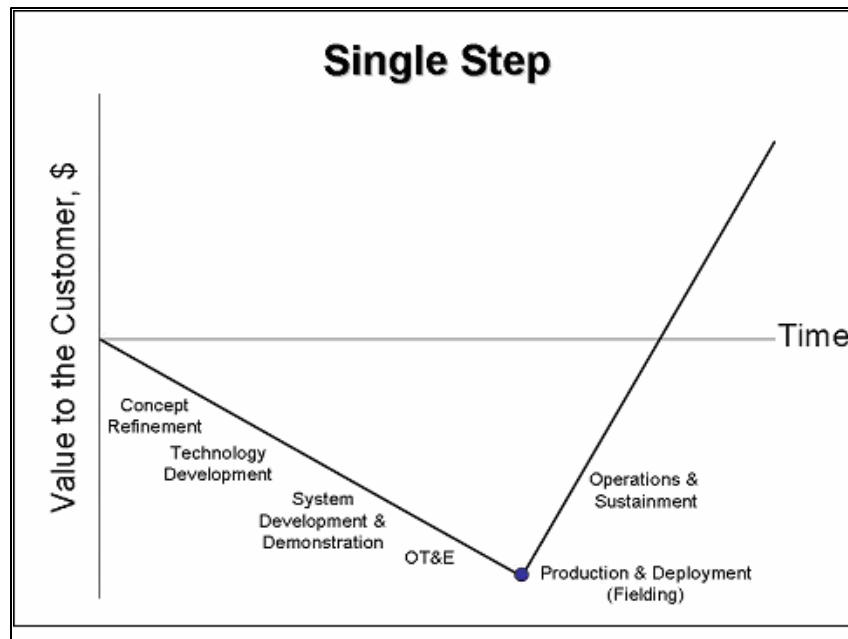 Single Step
Value to the Customer, $
Time
Concept
Refinement
Technology
Development
System
Development &
Demonstration
OT&E
Operations &
Sustainment
Production & Deployment
(Fielding)